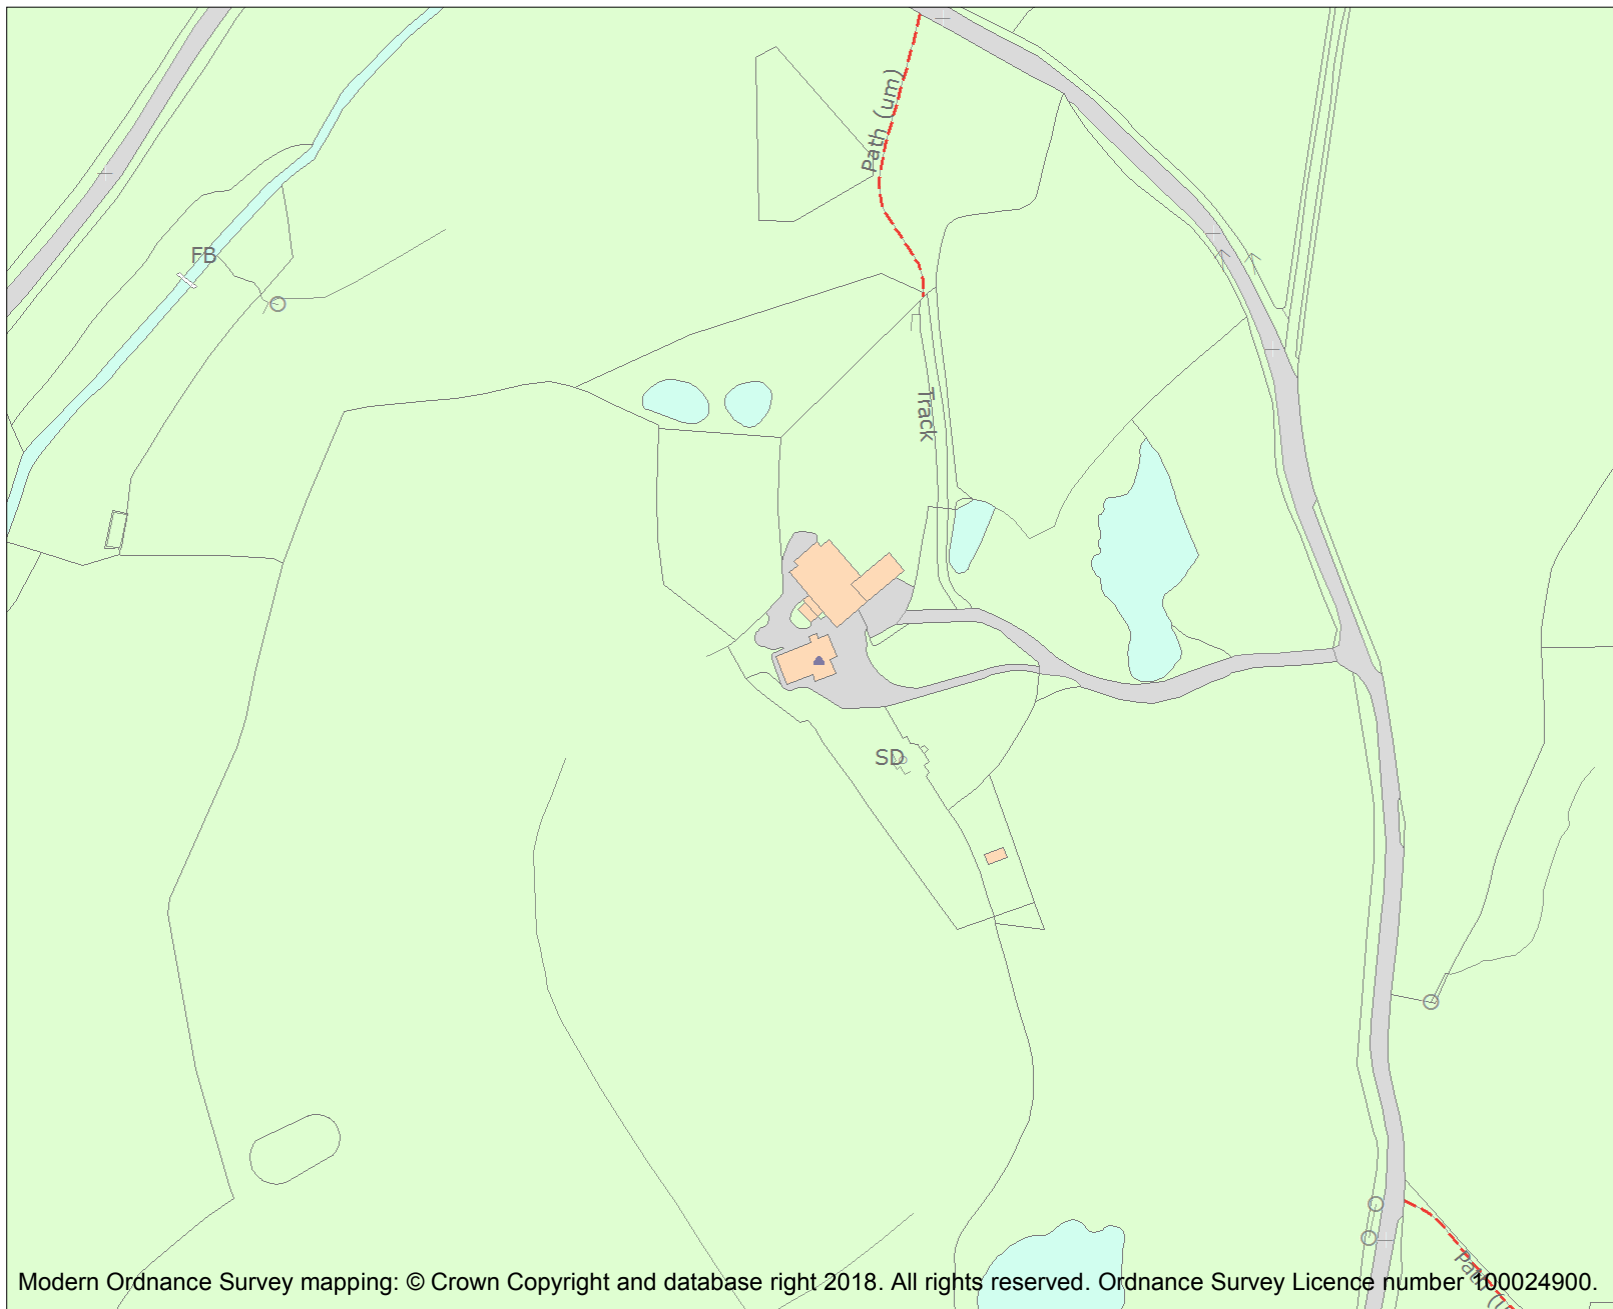 Path (um)
FB
Track
SD
Modern Ordnance Survey mapping: © Crown Copyright and database right 2018. All rights reserved. Ordnance Survey Licence number 100024900.